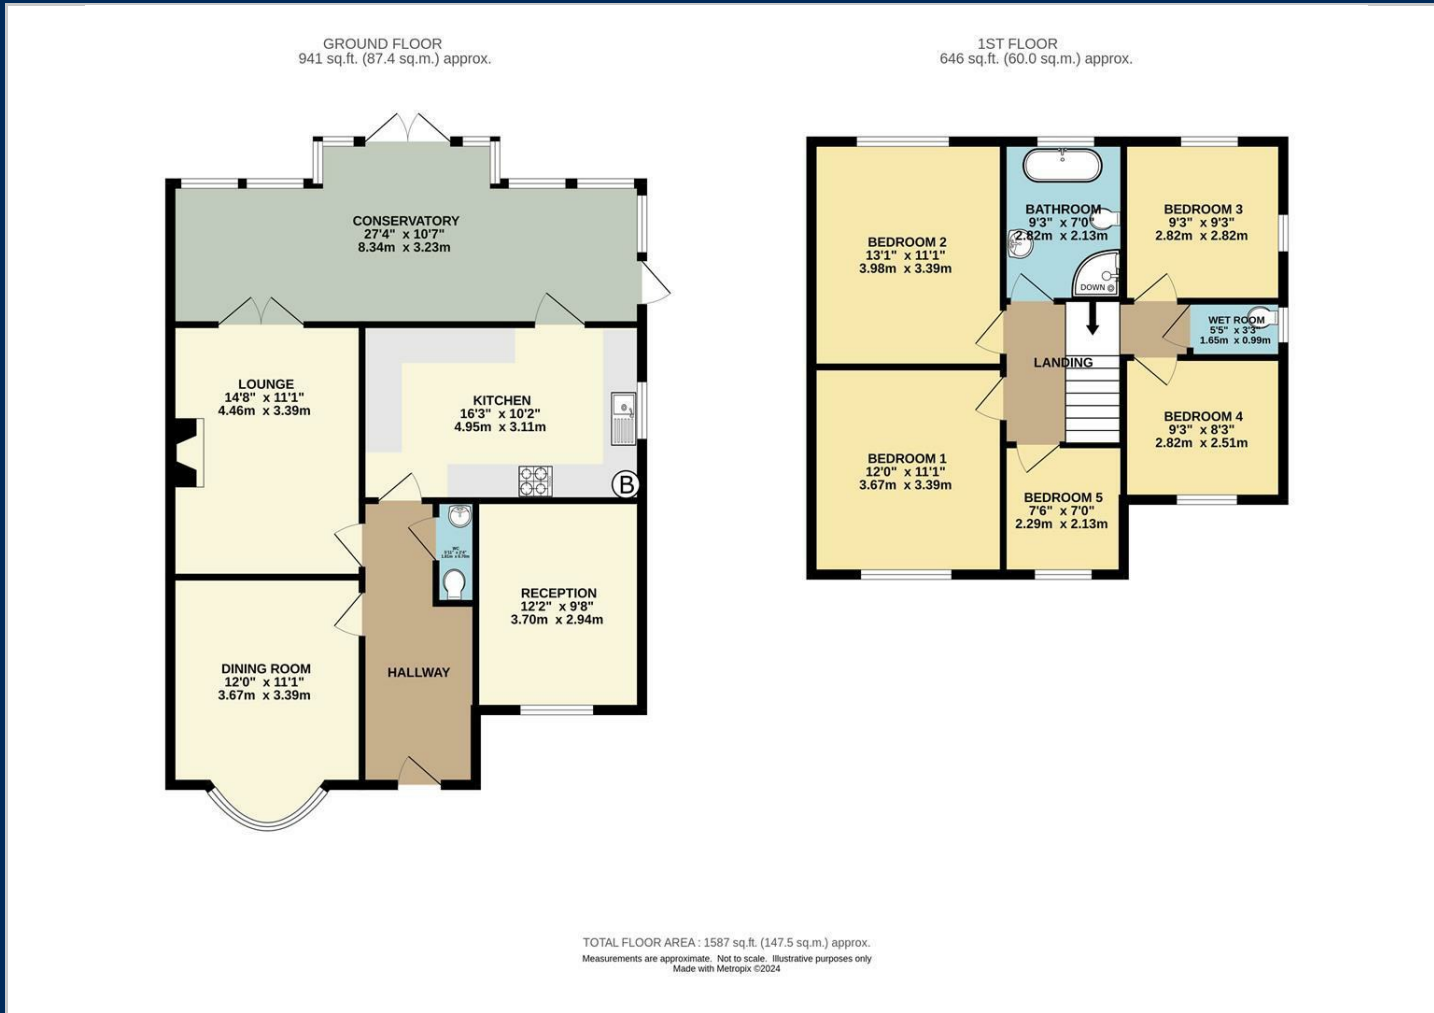 GROUND FLOOR
941 sq.ft. (87.4 sq.m.) approx.
1ST FLOOR
646 sq.ft. (60.0 sq.m.) approx.
CONSERVATORY
27'4" x 10'7"
8.34m x 3.23m
LOUNGE
14'8" x 11'1"
4.46m x 3.39m
KITCHEN
16'3" x 10'2"
4.95m x 3.11m
B
WC
RECEPTION
12'2" x 9'8"
3.70m x 2.94m
DINING ROOM
12'0" x 11'1"
3.67m x 3.39m
HALLWAY
BEDROOM 2
13'1" x 11'1"
3.98m x 3.39m
BATHROOM
9'3" x 7'0"
2.82m x 2.13m
DOWN
BEDROOM 3
9'3" x 9'3"
2.82m x 2.82m
WET ROOM
5'5" x 3'3"
1.65m x 0.99m
LANDING
BEDROOM 4
9'3" x 8'3"
2.82m x 2.51m
BEDROOM 1
12'0" x 11'1"
3.67m x 3.39m
BEDROOM 5
7'6" x 7'0"
2.29m x 2.13m
TOTAL FLOOR AREA : 1587 sq.ft. (147.5 sq.m.) approx.
Measurements are approximate. Not to scale. Illustrative purposes only
Made with Metropix ©2024